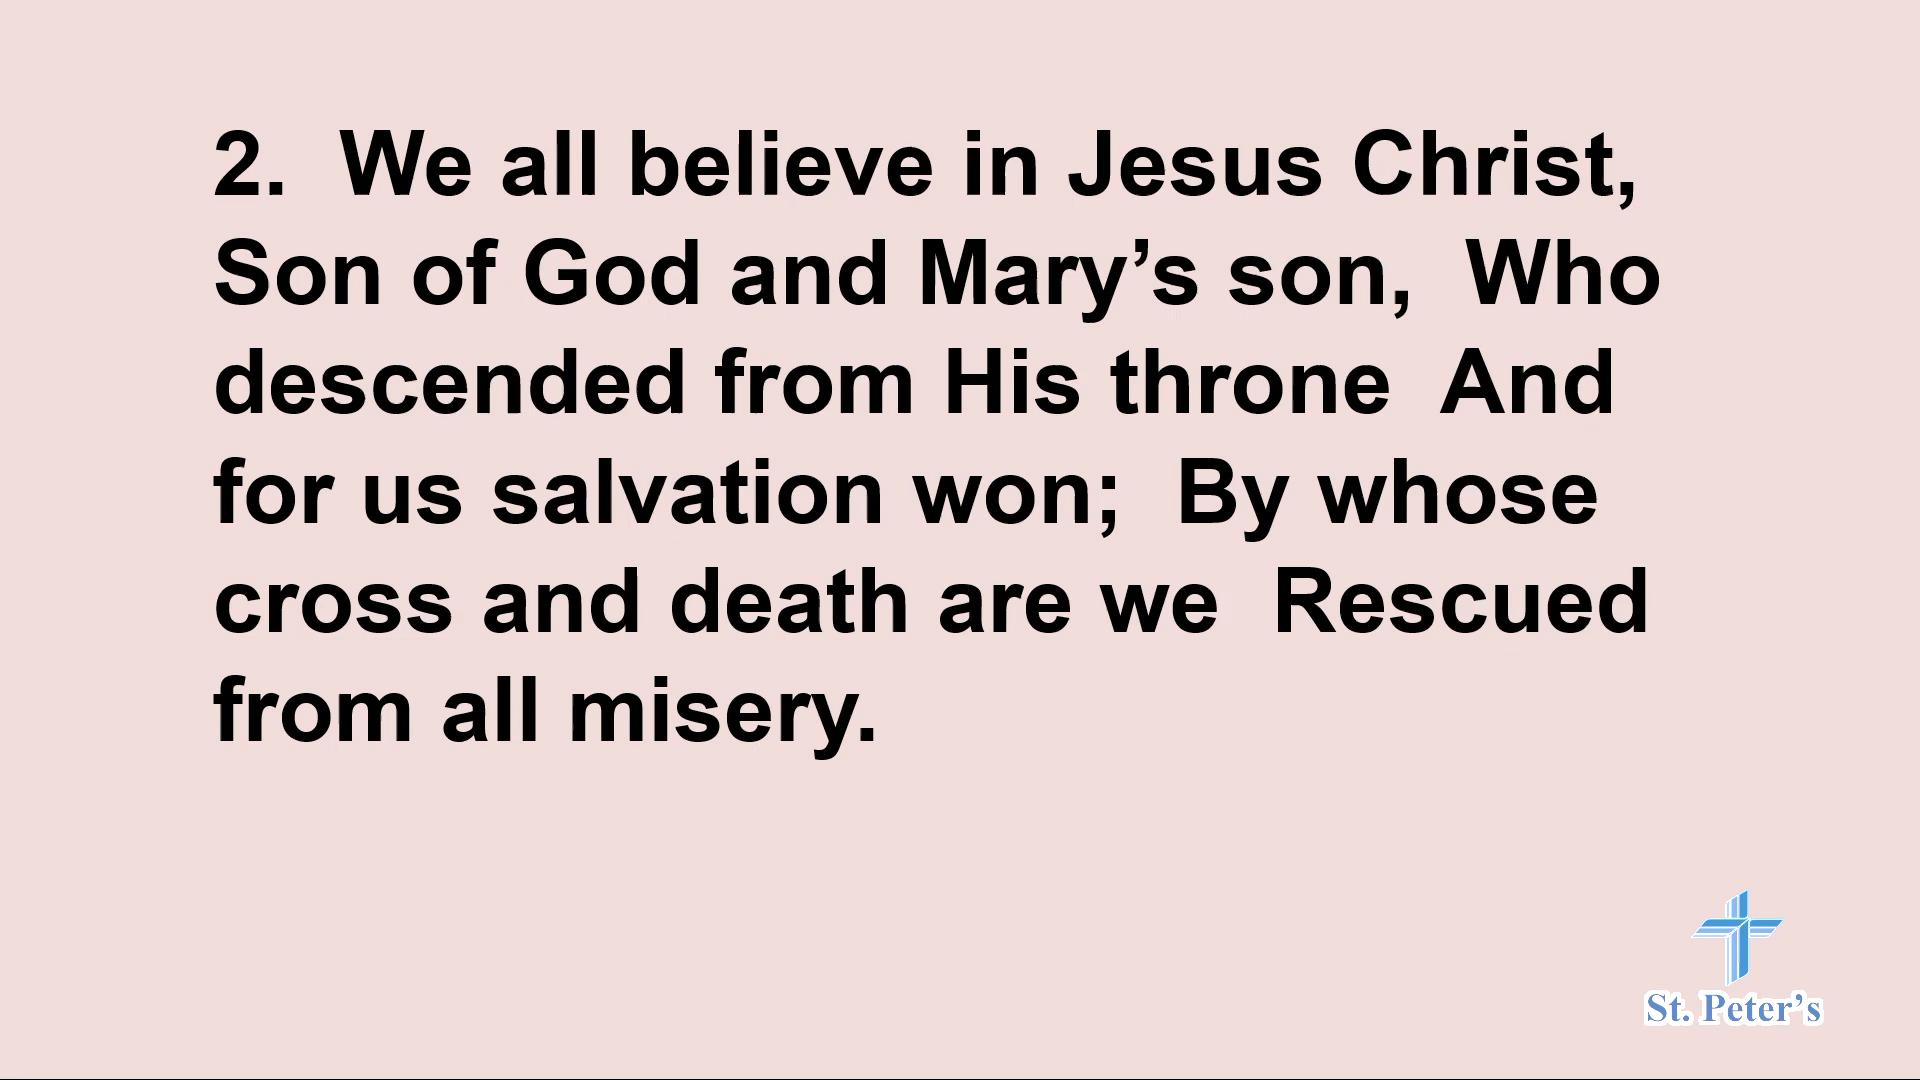 2.  We all believe in Jesus Christ,
Son of God and Mary’s son,  Who
descended from His throne  And
for us salvation won;  By whose
cross and death are we  Rescued
from all misery.
St. Peter’s